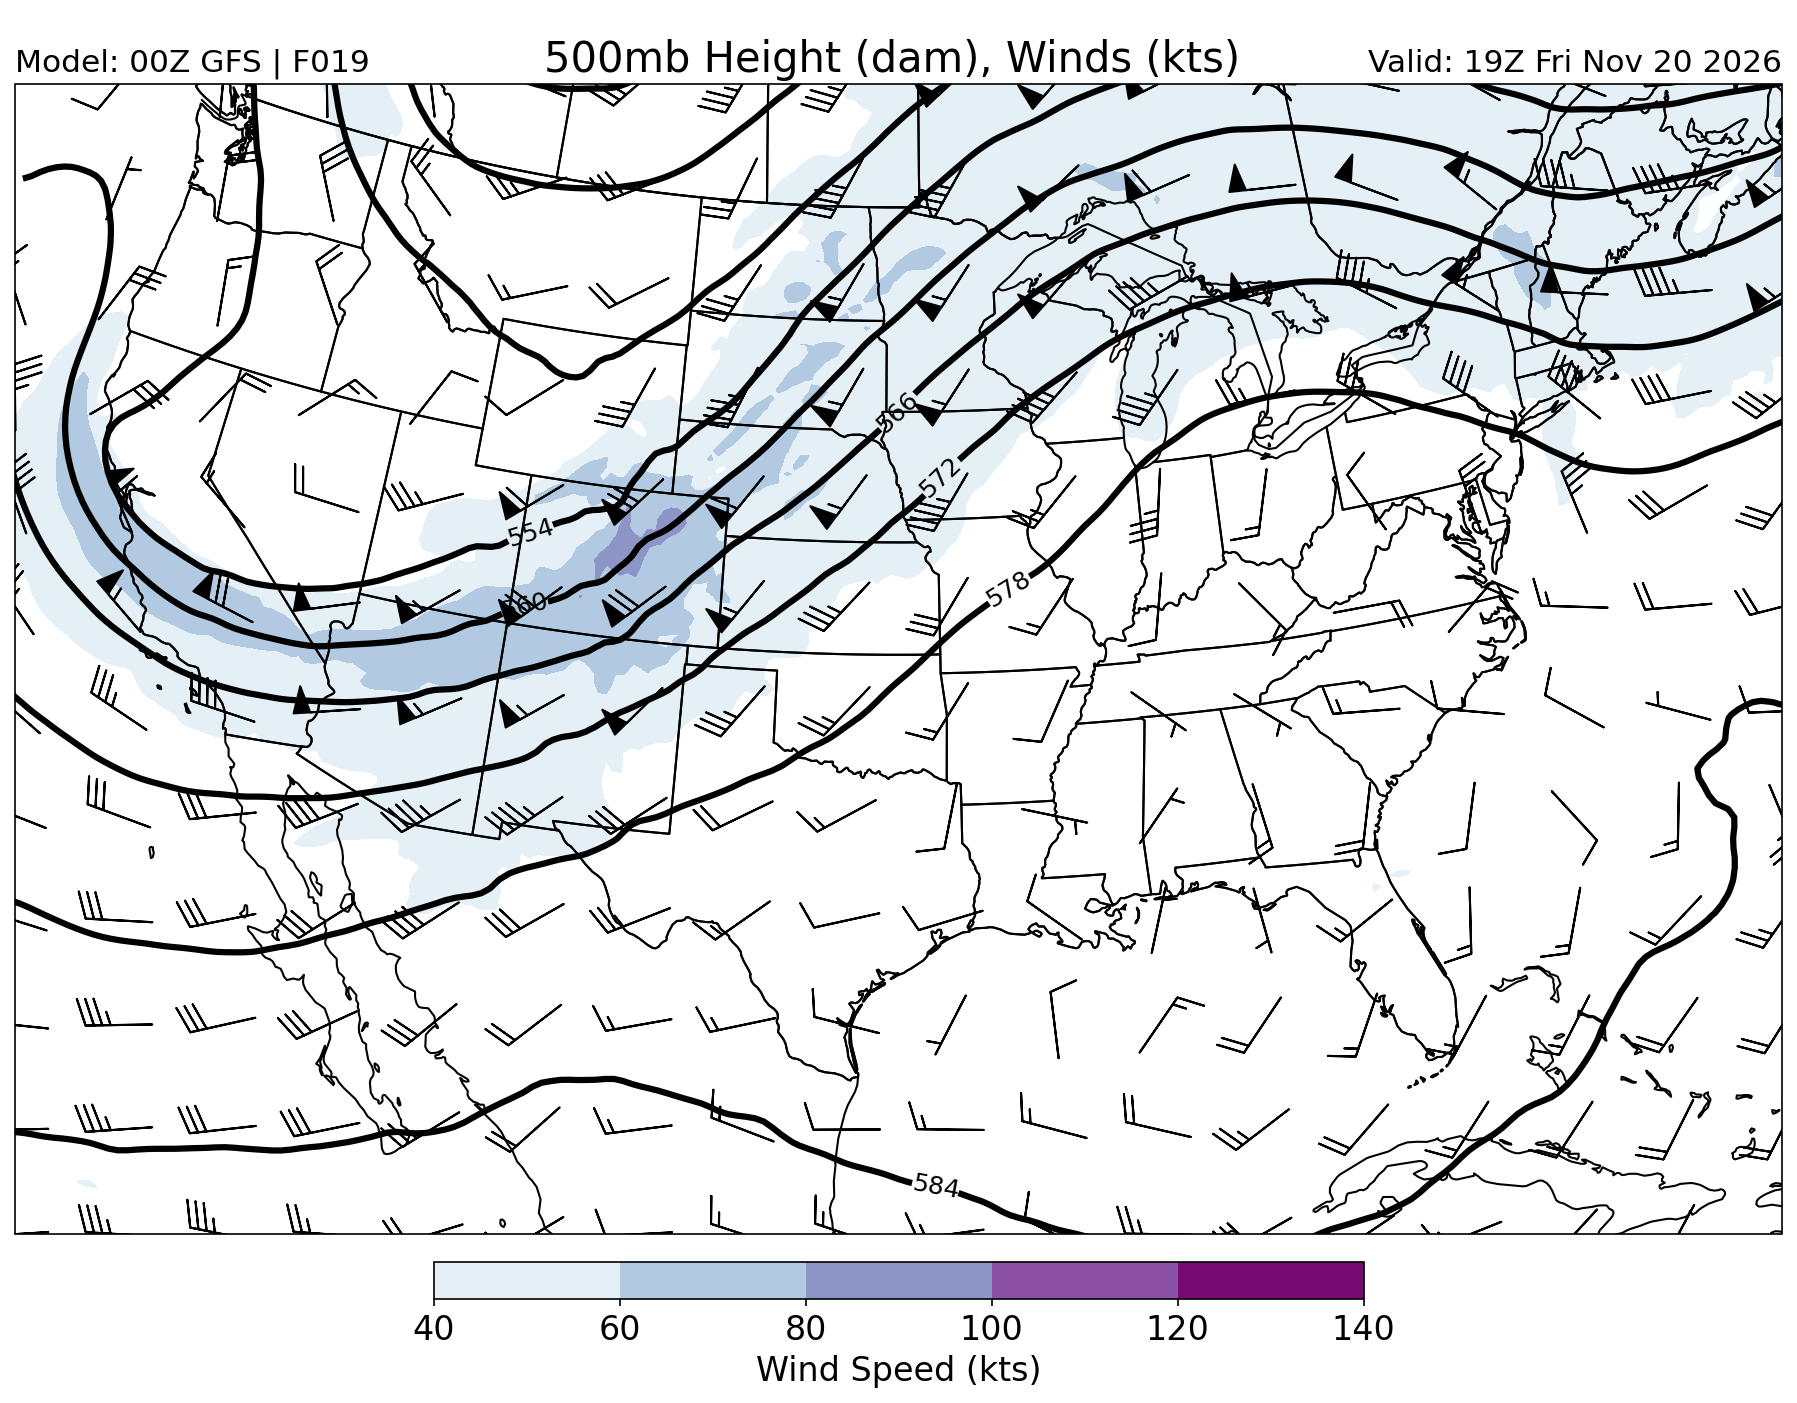 Model: 00Z GFS | F019
500mb Height (dam), Winds (kts)
Valid: 19Z Fri Nov 20 2026
566
572
554
578
560
584
40 60 80 100 120 140
Wind Speed (kts)